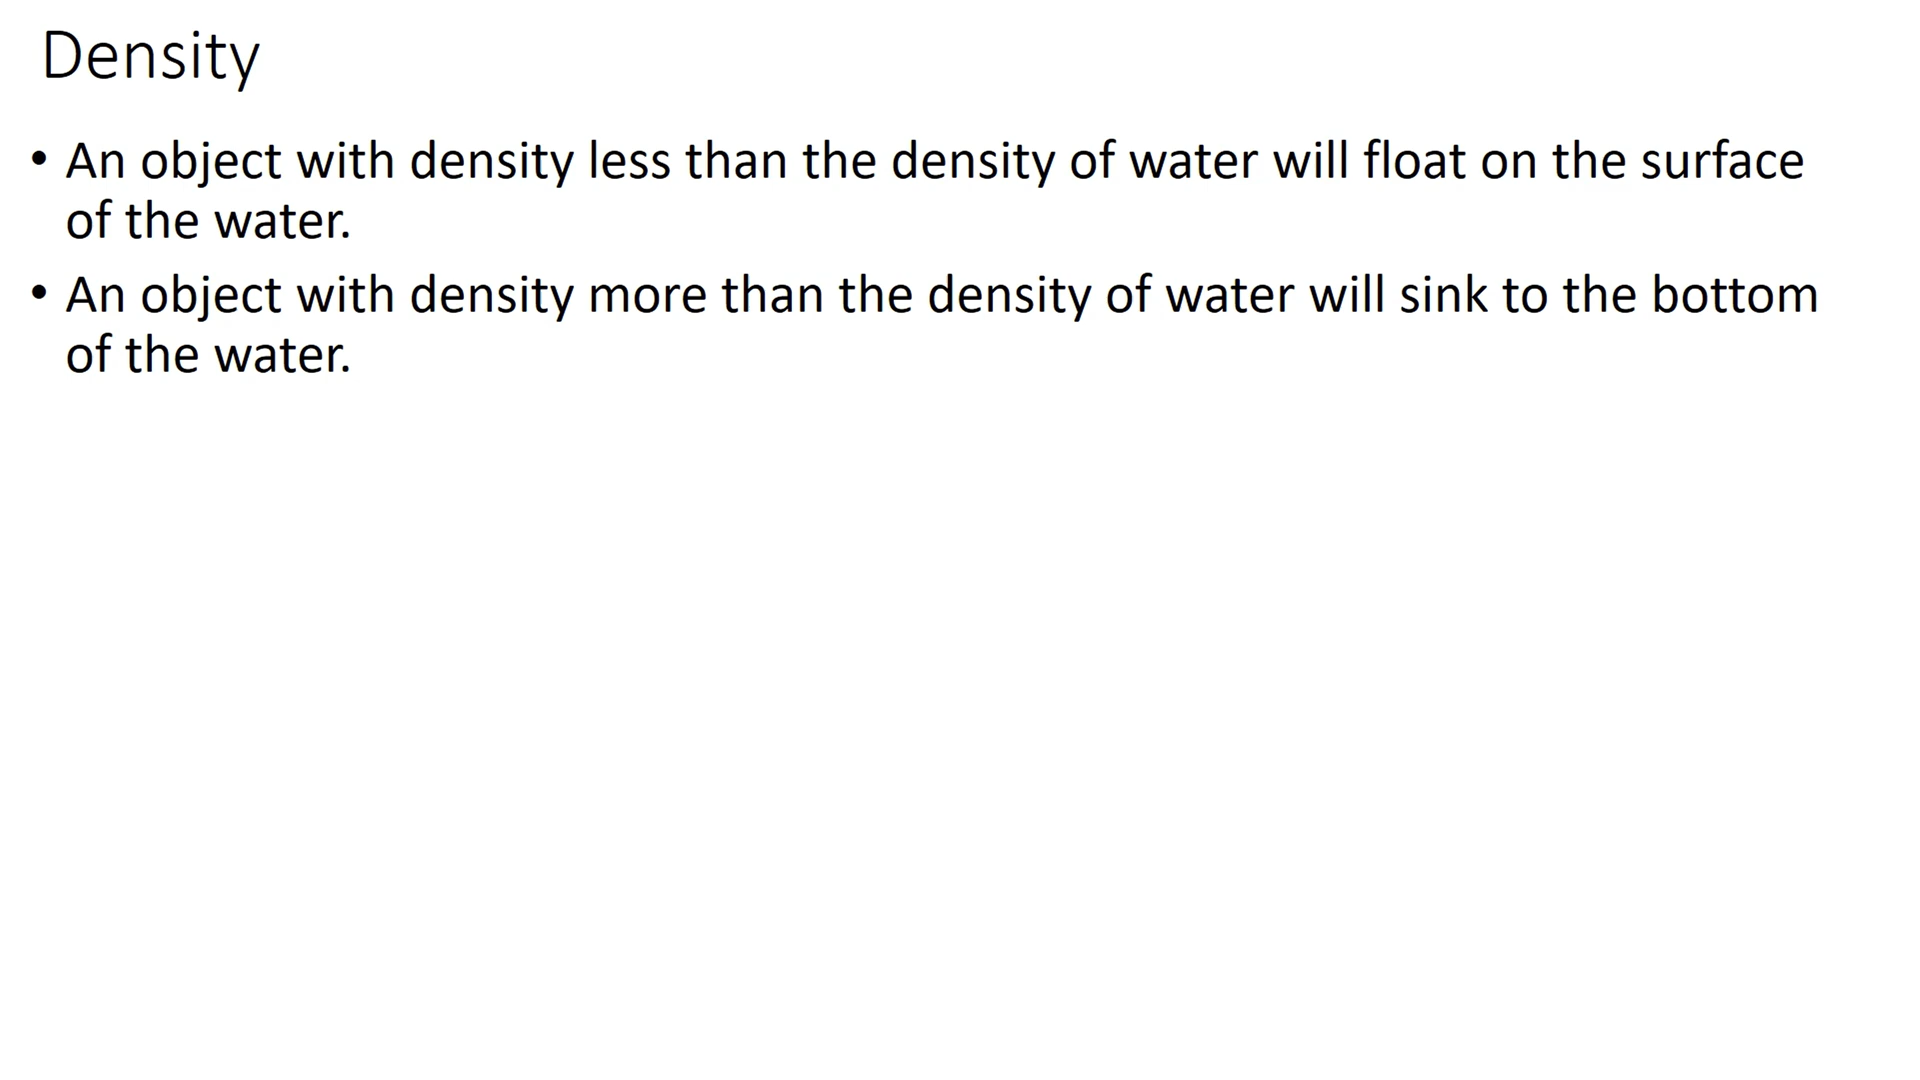 Density
• An object with density less than the density of water will float on the surface
of the water.
• An object with density more than the density of water will sink to the bottom
of the water.